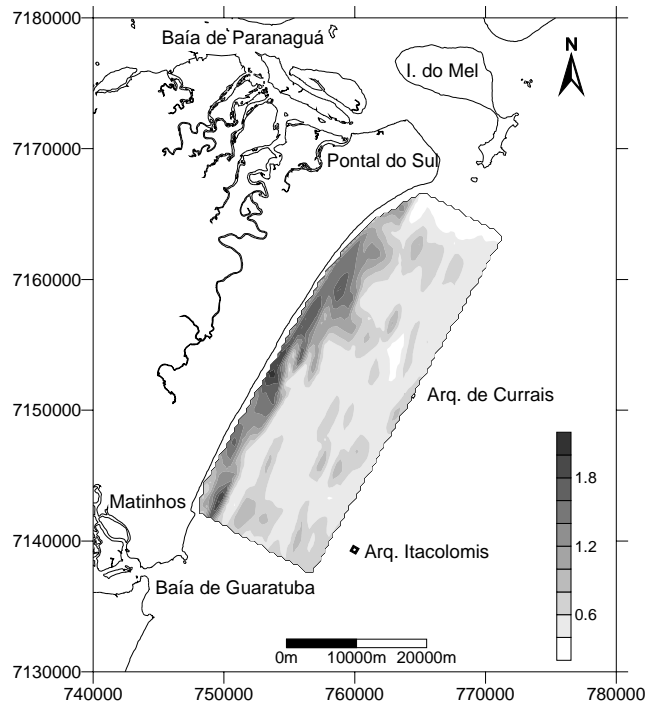 7180000
Baía de Paranaguá
N
I. do Mel
7170000
Pontal do Sul
7160000
7150000
Arq. de Currais
1.8
Matinhos
7140000
Arq. Itacolomis
1.2
Baía de Guaratuba
0.6
0m 10000m 20000m
7130000
740000 750000 760000 770000 780000